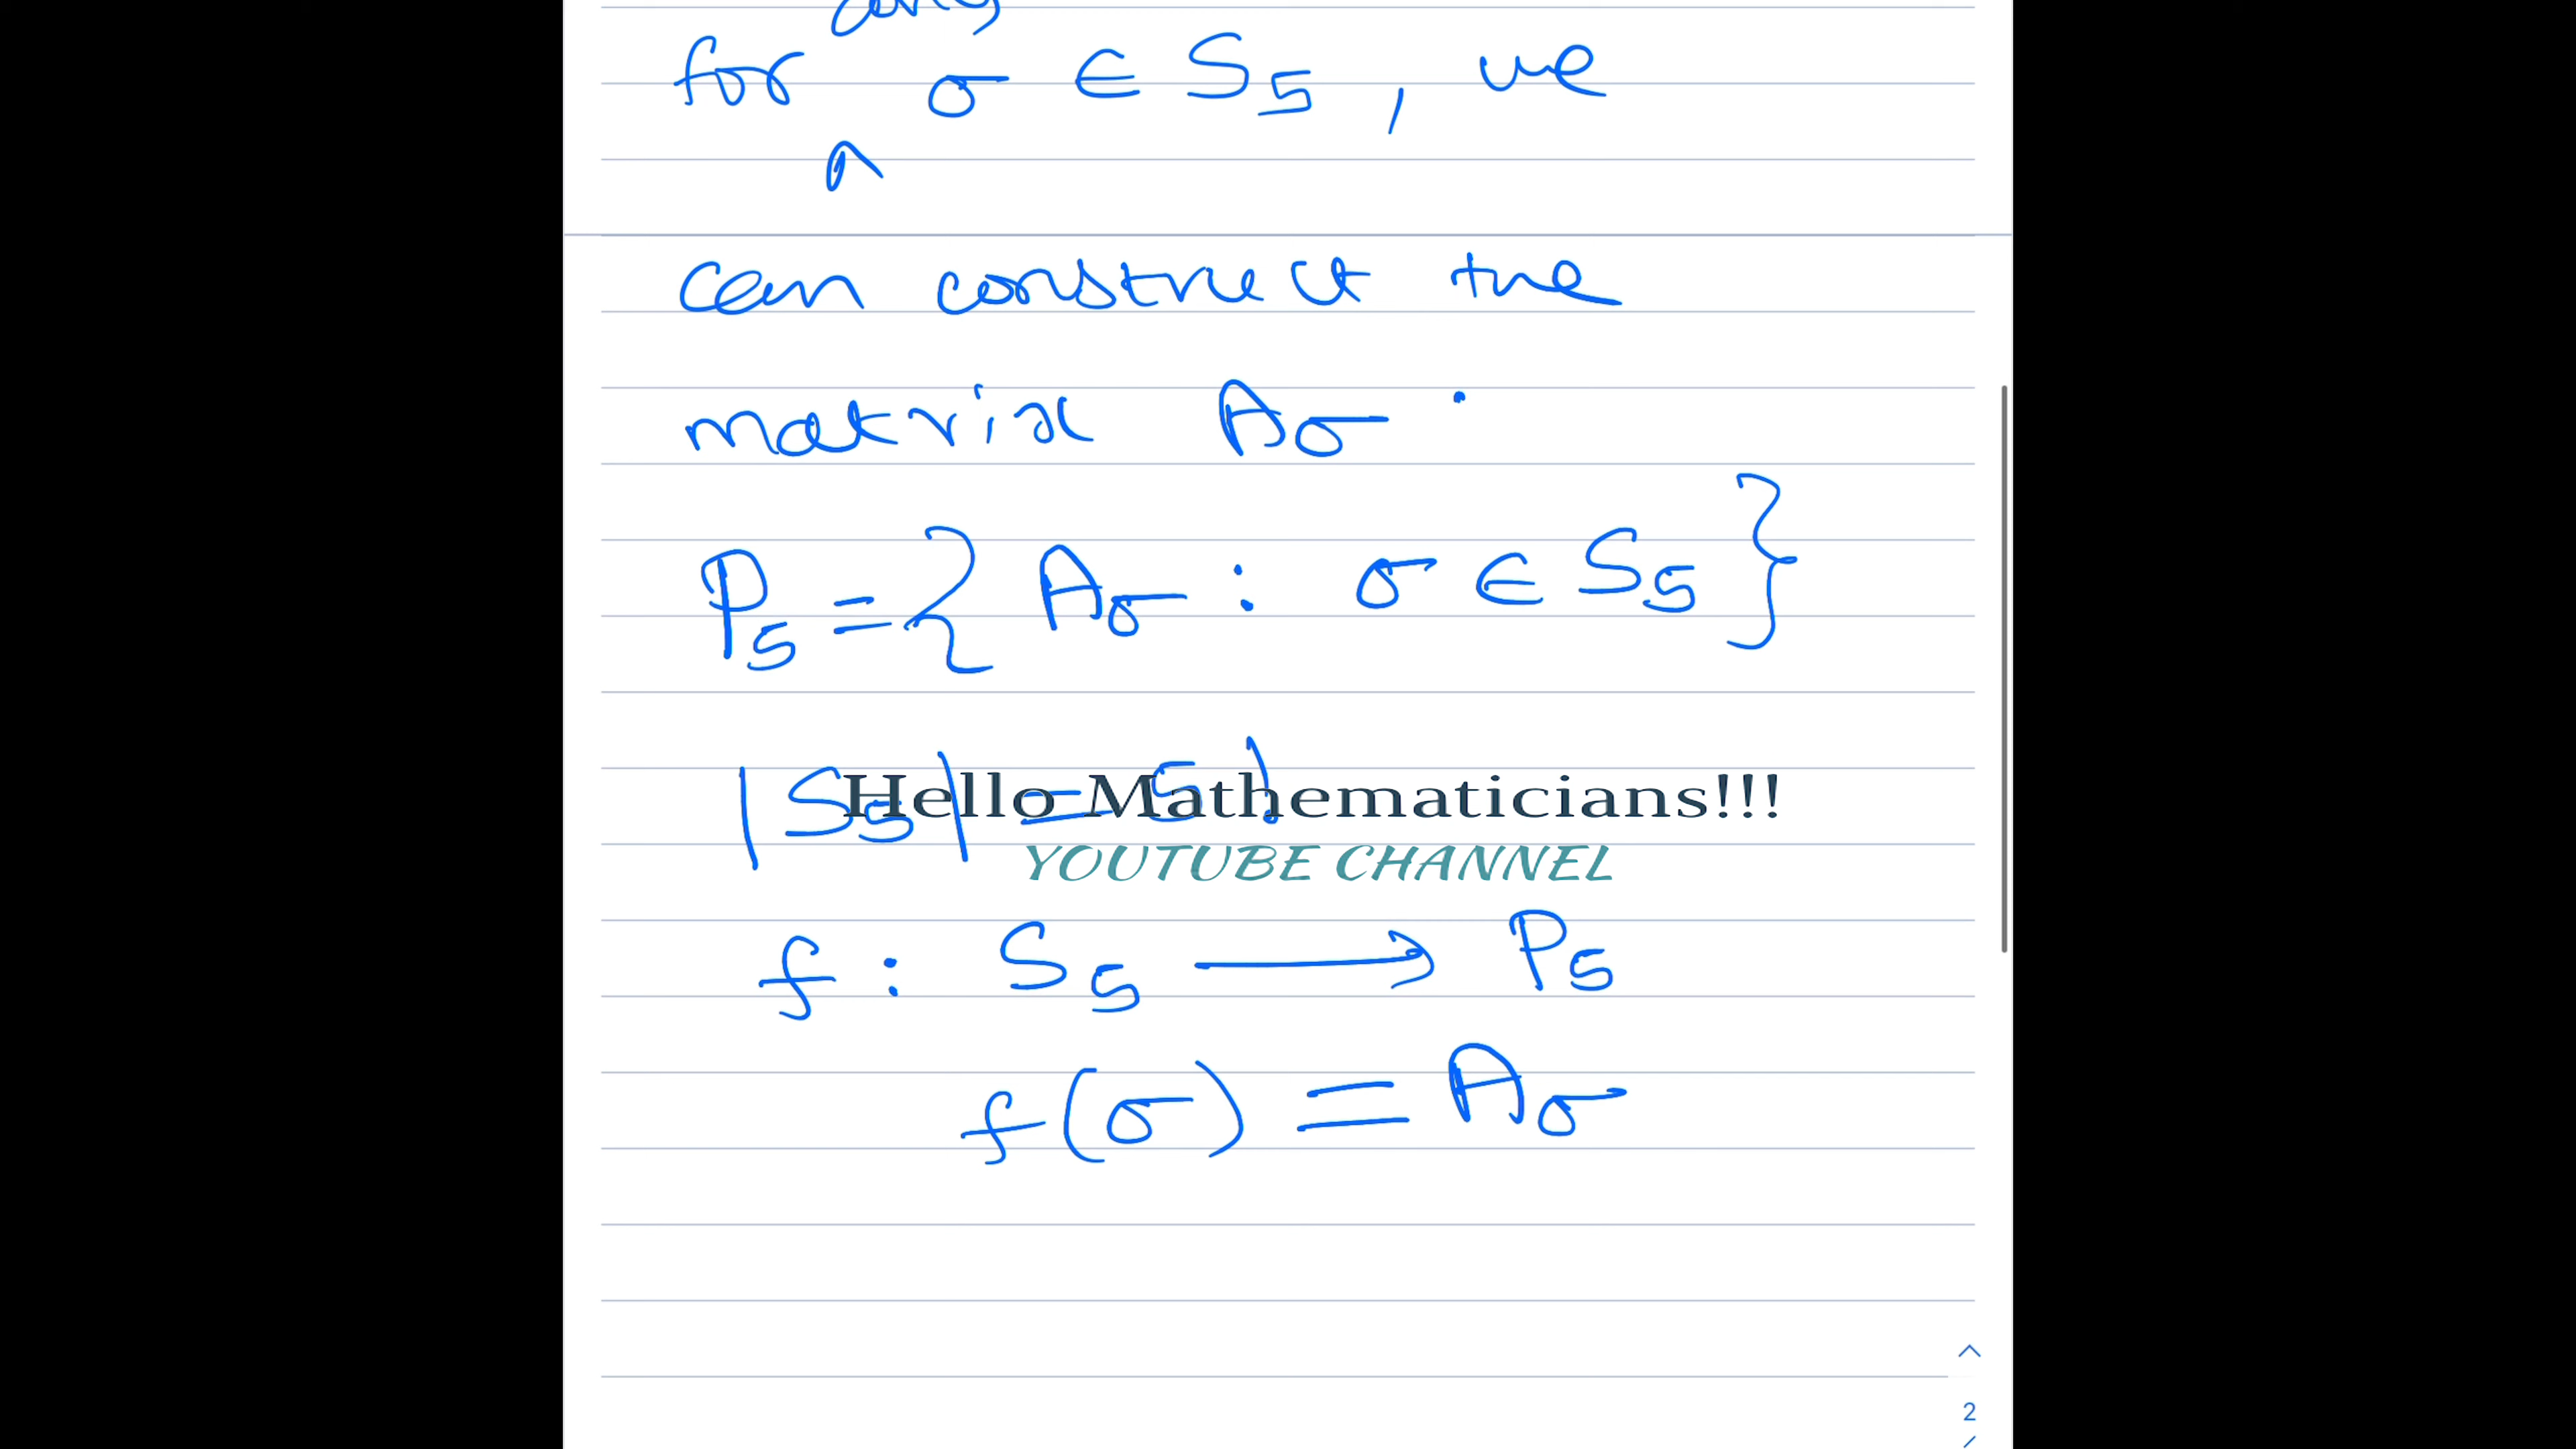 any
for σ ∈ S₅, we
^
can construct the
matrix Aσ.
P₅ = { Aσ : σ ∈ S₅ }
|S₅| = 5!
Hello Mathematicians!!!
YOUTUBE CHANNEL
f : S₅ ⟶ P₅
f(σ) = Aσ
2